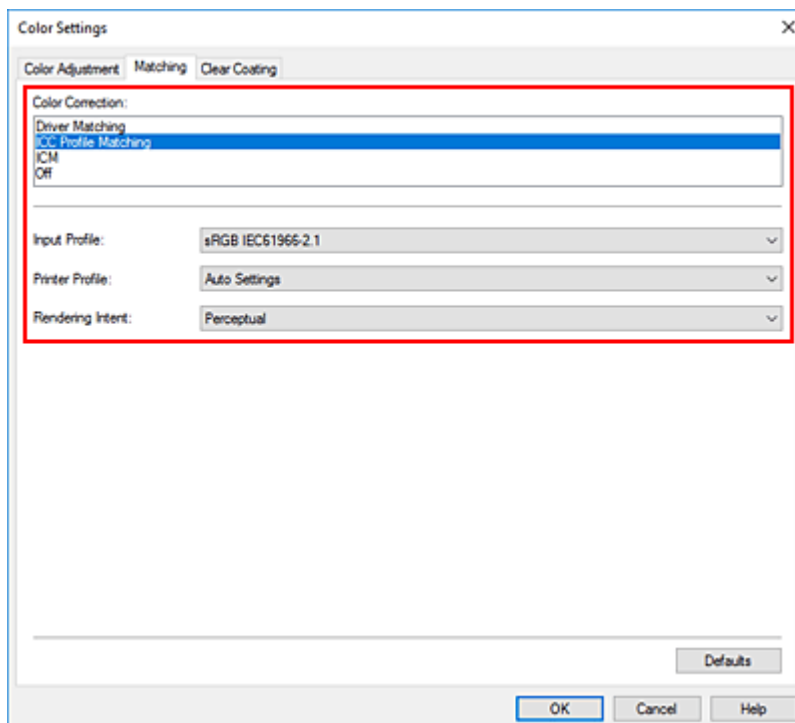 Color Settings
Color Adjustment Matching Clear Coating
Color Correction:
Driver Matching
ICC Profile Matching
ICM
Off
Input Profile: sRGB IEC61966-2.1
Printer Profile: Auto Settings
Rendering Intent: Perceptual
Defaults
OK Cancel Help